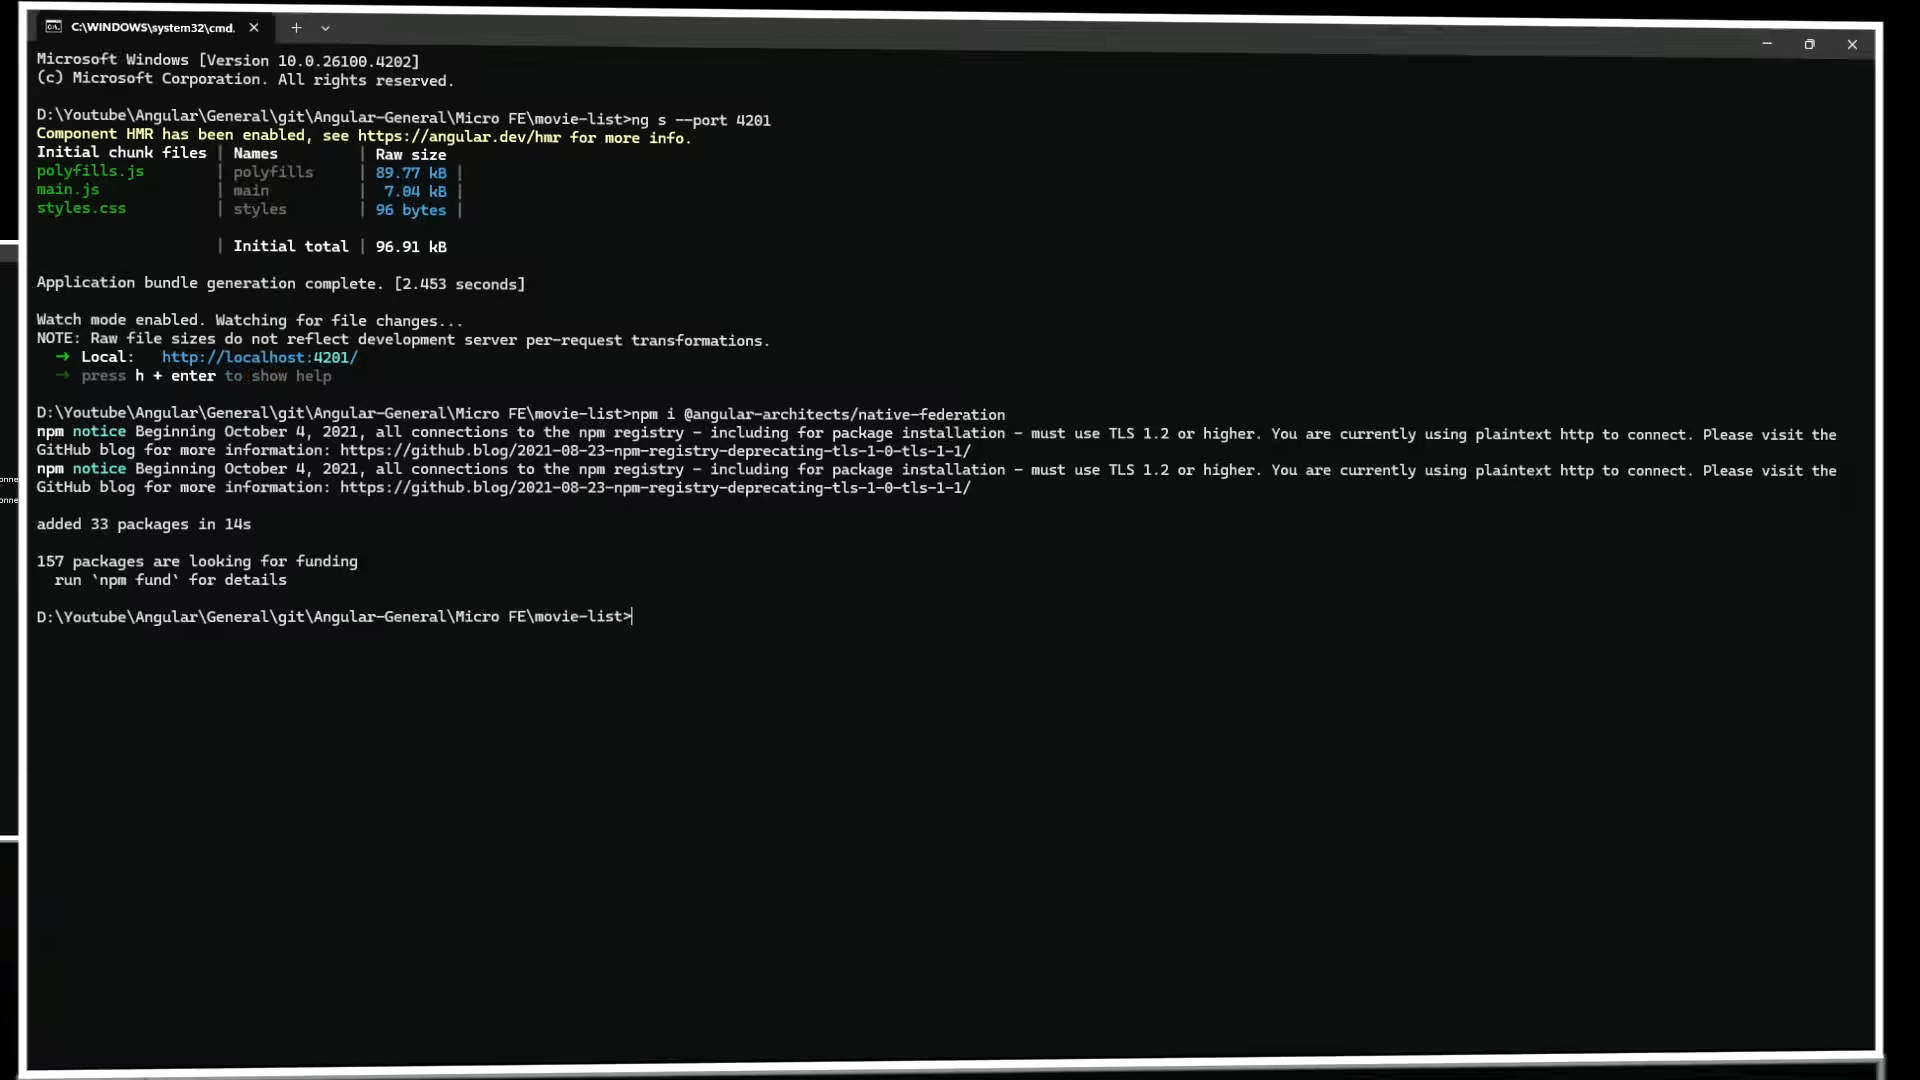 C:\WINDOWS\system32\cmd.
Microsoft Windows [Version 10.0.26100.4202]
(c) Microsoft Corporation. All rights reserved.
D:\Youtube\Angular\General\git\Angular-General\Micro FE\movie-list>ng s --port 4201
Component HMR has been enabled, see https://angular.dev/hmr for more info.
Initial chunk files | Names | Raw size
polyfills.js | polyfills | 89.77 kB |
main.js | main | 7.04 kB |
styles.css | styles | 96 bytes |
| Initial total | 96.91 kB
Application bundle generation complete. [2.453 seconds]
Watch mode enabled. Watching for file changes...
NOTE: Raw file sizes do not reflect development server per-request transformations.
➜ Local: http://localhost:4201/
➜ press h + enter to show help
D:\Youtube\Angular\General\git\Angular-General\Micro FE\movie-list>npm i @angular-architects/native-federation
npm notice Beginning October 4, 2021, all connections to the npm registry - including for package installation - must use TLS 1.2 or higher. You are currently using plaintext http to connect. Please visit the
GitHub blog for more information: https://github.blog/2021-08-23-npm-registry-deprecating-tls-1-0-tls-1-1/
npm notice Beginning October 4, 2021, all connections to the npm registry - including for package installation - must use TLS 1.2 or higher. You are currently using plaintext http to connect. Please visit the
GitHub blog for more information: https://github.blog/2021-08-23-npm-registry-deprecating-tls-1-0-tls-1-1/
added 33 packages in 14s
157 packages are looking for funding
run `npm fund` for details
D:\Youtube\Angular\General\git\Angular-General\Micro FE\movie-list>